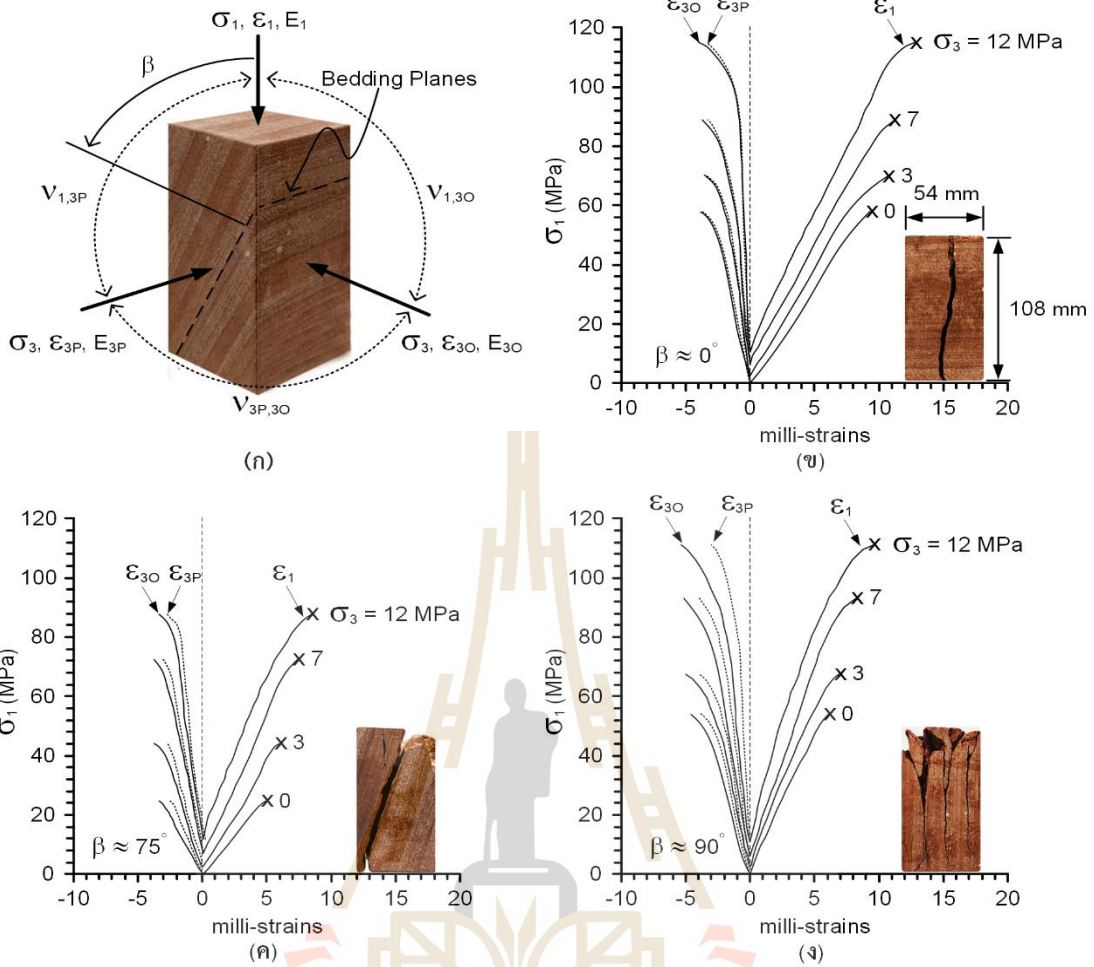 σ1, ε1, E1
β
Bedding Planes
ν1,3P
ν1,3O
σ3, ε3P, E3P
σ3, ε3O, E3O
ν3P,3O
(ก)
ε3O ε3P ε1
120
100
80
60
40
20
0
σ1 (MPa)
σ3 = 12 MPa
7
3
0
54 mm
108 mm
β ≈ 0°
-10 -5 0 5 10 15 20
milli-strains
(ข)
120
100
80
60
40
20
0
σ1 (MPa)
ε3O ε3P ε1
σ3 = 12 MPa
7
3
0
β ≈ 75°
-10 -5 0 5 10 15 20
milli-strains
(ค)
ε3O ε3P ε1
120
100
80
60
40
20
0
σ1 (MPa)
σ3 = 12 MPa
7
3
0
β ≈ 90°
-10 -5 0 5 10 15 20
milli-strains
(ง)